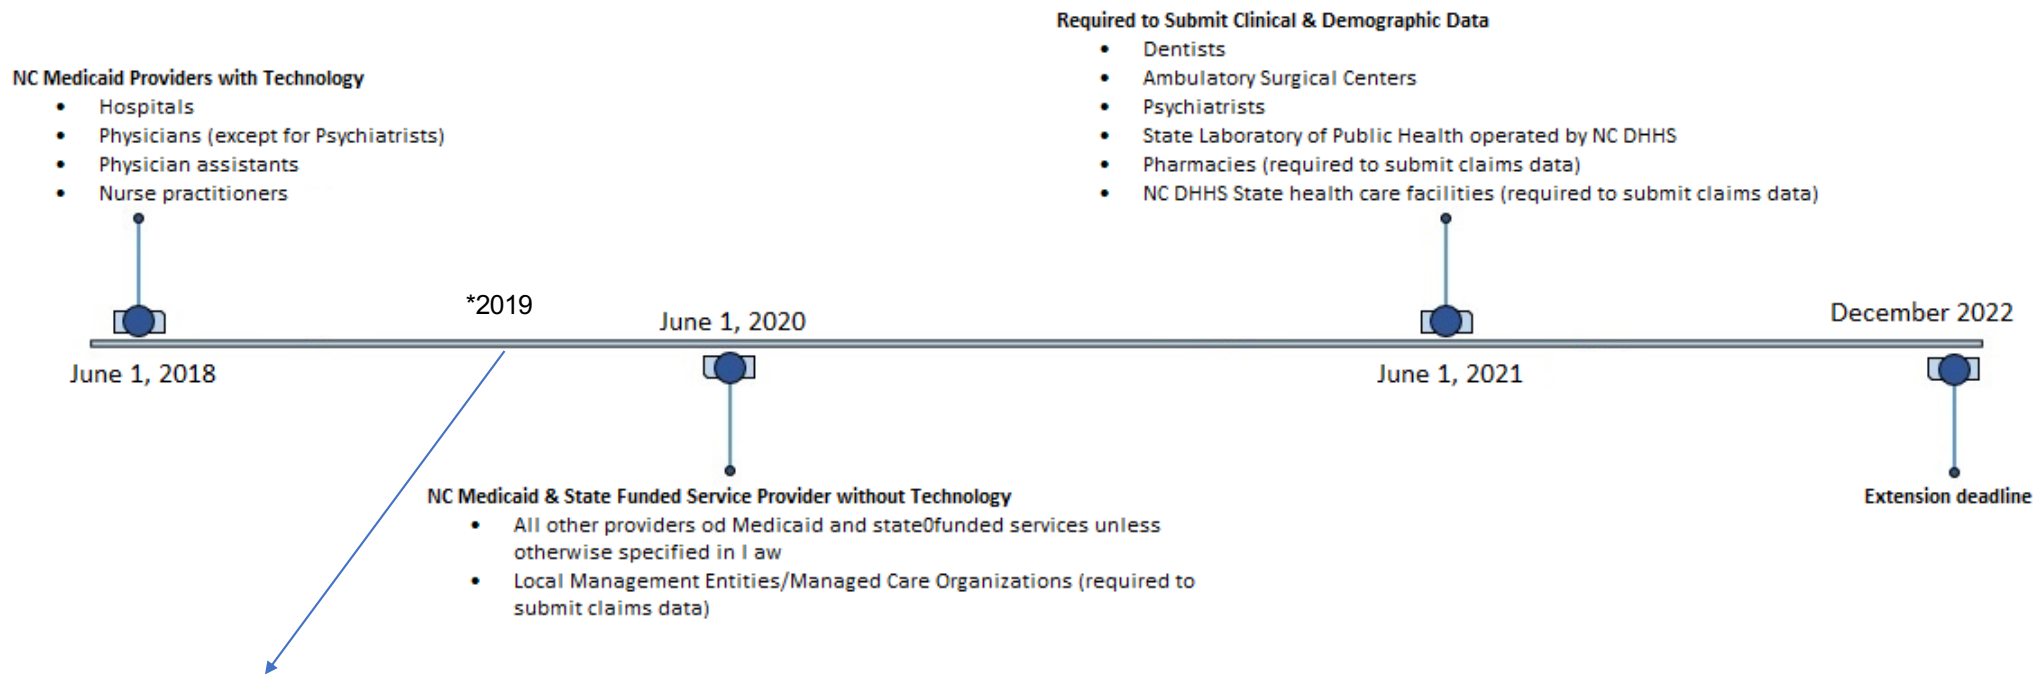 Required to Submit Clinical & Demographic Data
• Dentists
• Ambulatory Surgical Centers
• Psychiatrists
• State Laboratory of Public Health operated by NC DHHS
• Pharmacies (required to submit claims data)
• NC DHHS State health care facilities (required to submit claims data)
NC Medicaid Providers with Technology
• Hospitals
• Physicians (except for Psychiatrists)
• Physician assistants
• Nurse practitioners
*2019
June 1, 2020
December 2022
June 1, 2018
June 1, 2021
NC Medicaid & State Funded Service Provider without Technology
• All other providers od Medicaid and state0funded services unless
otherwise specified in l aw
• Local Management Entities/Managed Care Organizations (required to
submit claims data)
Extension deadline